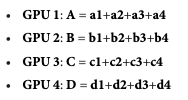 • GPU 1: A = a1+a2+a3+a4
• GPU 2: B = b1+b2+b3+b4
• GPU 3: C = c1+c2+c3+c4
• GPU 4: D = d1+d2+d3+d4